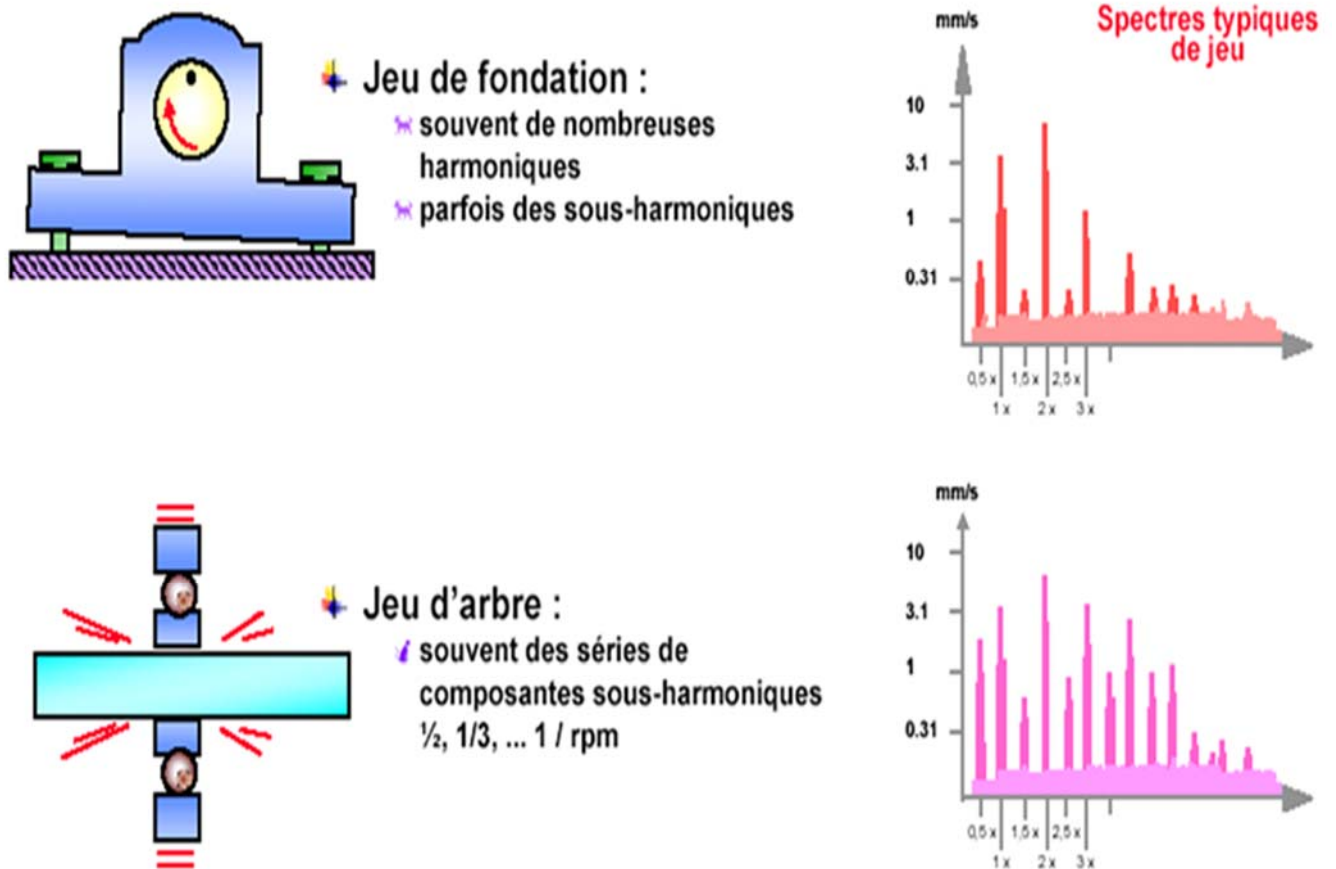 Spectres typiques
de jeu
Jeu de fondation :
souvent de nombreuses
harmoniques
parfois des sous-harmoniques
mm/s
10
3.1
1
0.31
0,5 x 1,5 x 2,5 x
1 x 2 x 3 x
Jeu d'arbre :
souvent des séries de
composantes sous-harmoniques
½, 1/3, ... 1 / rpm
mm/s
10
3.1
1
0.31
0,5 x 1,5 x 2,5 x
1 x 2 x 3 x